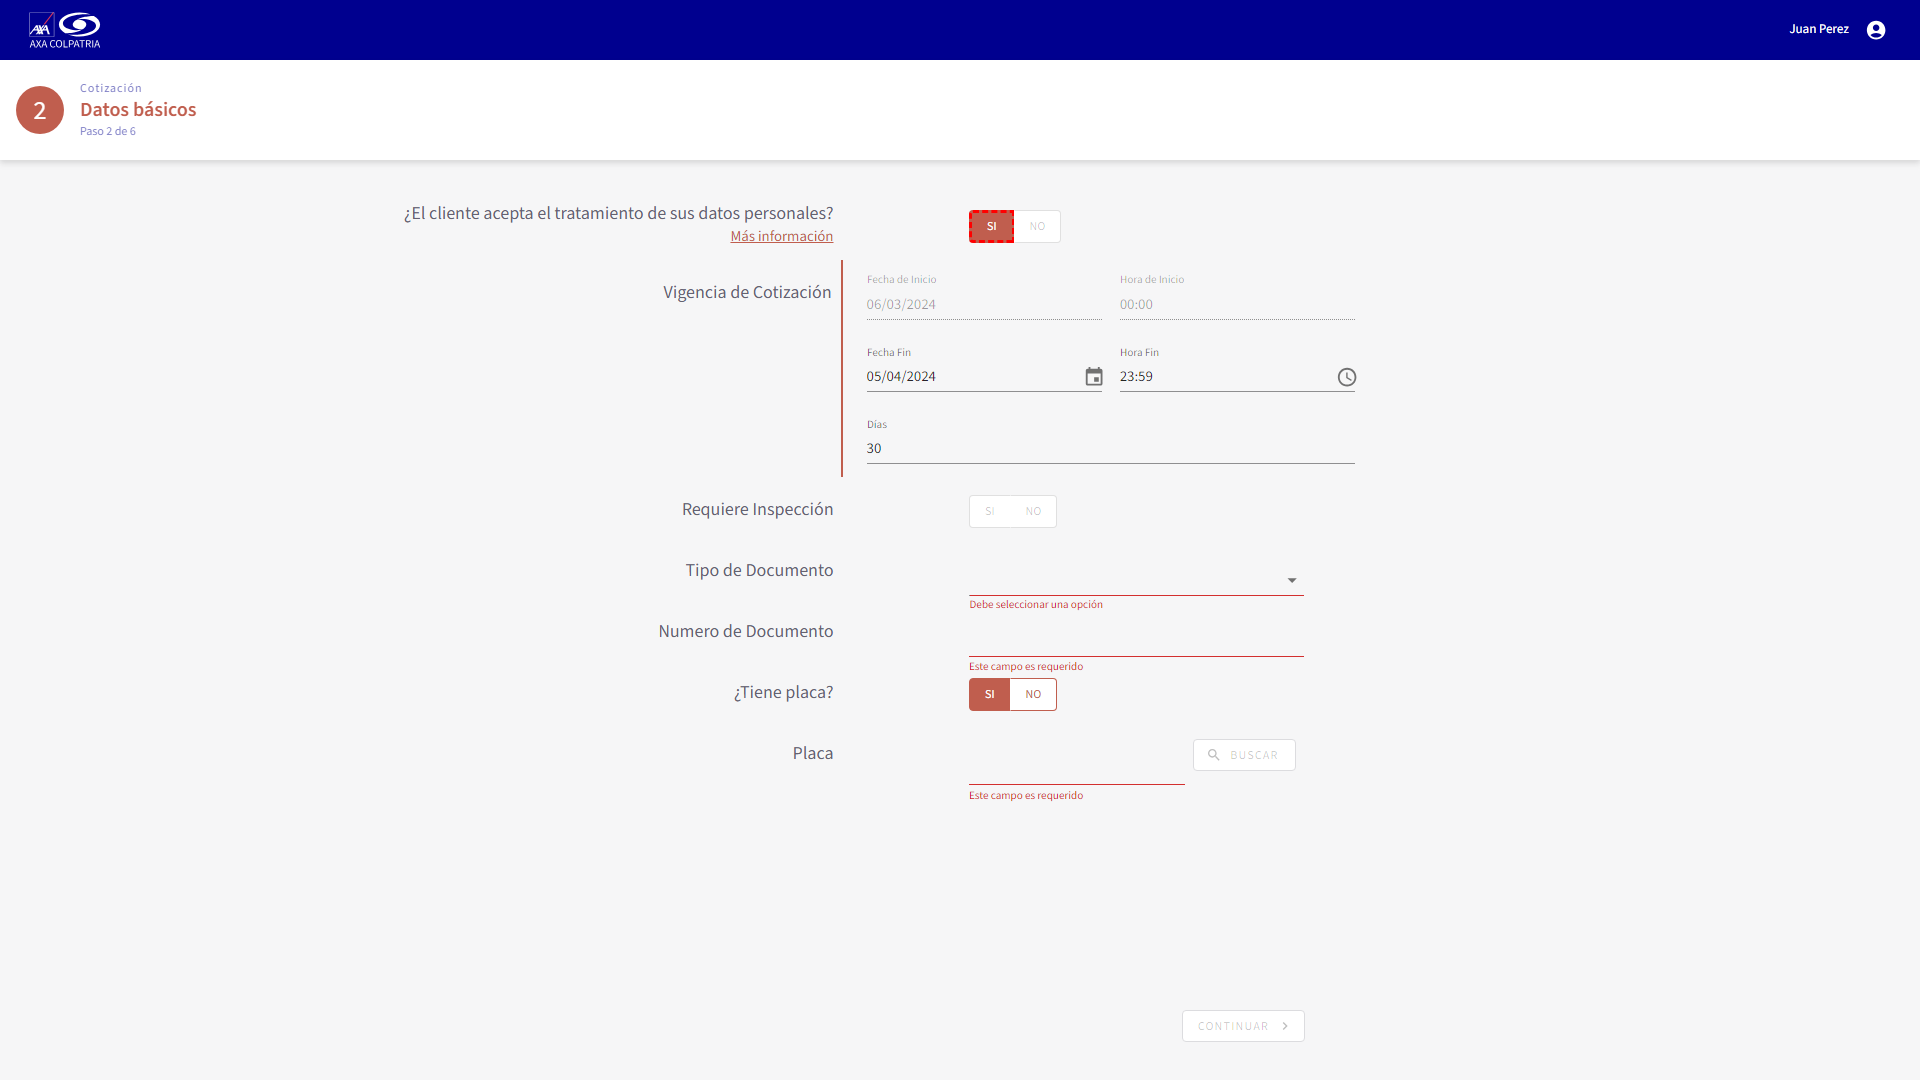 AXA
AXA COLPATRIA
Juan Perez
2
Cotización
Datos básicos
Paso 2 de 6
¿El cliente acepta el tratamiento de sus datos personales?
Más información
SI NO
Vigencia de Cotización
Fecha de Inicio Hora de Inicio
06/03/2024 00:00
Fecha Fin Hora Fin
05/04/2024 23:59
Días
30
Requiere Inspección SI NO
Tipo de Documento
Debe seleccionar una opción
Numero de Documento
Este campo es requerido
¿Tiene placa? SI NO
Placa BUSCAR
Este campo es requerido
CONTINUAR